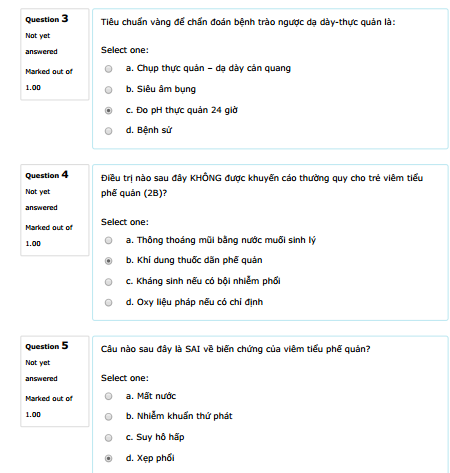 Question 3
Not yet
answered
Marked out of
1.00
Tiêu chuẩn vàng để chẩn đoán bệnh trào ngược dạ dày-thực quản là:
Select one:
a. Chụp thực quản – dạ dày cản quang
b. Siêu âm bụng
c. Đo pH thực quản 24 giờ
d. Bệnh sử
Question 4
Not yet
answered
Marked out of
1.00
Điều trị nào sau đây KHÔNG được khuyến cáo thường quy cho trẻ viêm tiểu
phế quản (2B)?
Select one:
a. Thông thoáng mũi bằng nước muối sinh lý
b. Khí dung thuốc dãn phế quản
c. Kháng sinh nếu có bội nhiễm phổi
d. Oxy liệu pháp nếu có chỉ định
Question 5
Not yet
answered
Marked out of
1.00
Câu nào sau đây là SAI về biến chứng của viêm tiểu phế quản?
Select one:
a. Mất nước
b. Nhiễm khuẩn thứ phát
c. Suy hô hấp
d. Xẹp phổi